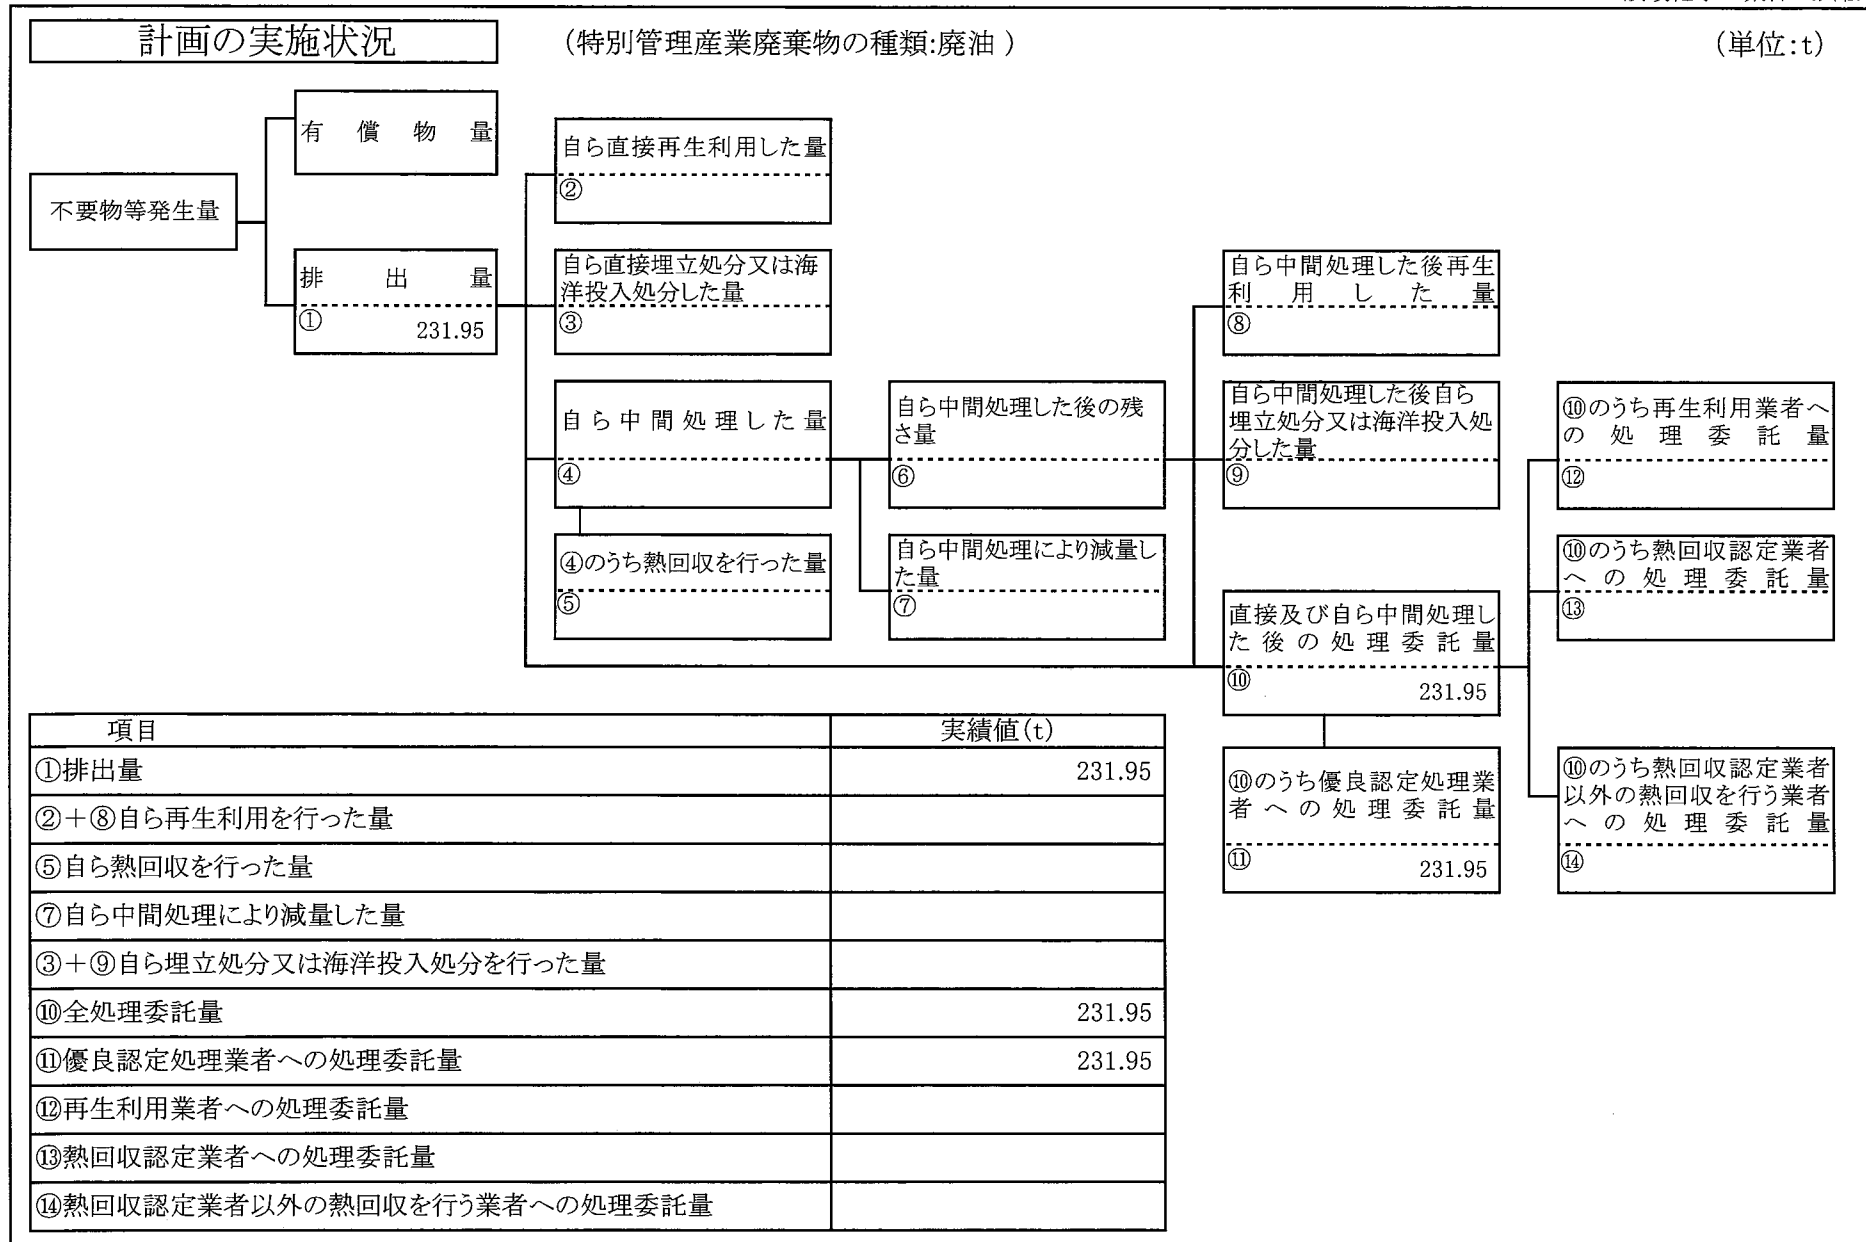 計画の実施状況
(特別管理産業廃棄物の種類:廃油)
(単位:t)
有償物量
不要物等発生量
排出量
① 231.95
自ら直接再生利用した量
②
自ら直接埋立処分又は海
洋投入処分した量
③
自ら中間処理した量
④
④のうち熱回収を行った量
⑤
自ら中間処理した後の残
さ量
⑥
自ら中間処理により減量し
た量
⑦
自ら中間処理した後再生
利用した量
⑧
自ら中間処理した後自ら
埋立処分又は海洋投入処
分した量
⑨
直接及び自ら中間処理し
た後の処理委託量
⑩ 231.95
⑩のうち優良認定処理業
者への処理委託量
⑪ 231.95
⑩のうち再生利用業者へ
の処理委託量
⑫
⑩のうち熱回収認定業者
への処理委託量
⑬
⑩のうち熱回収認定業者
以外の熱回収を行う業者
への処理委託量
⑭
項目 実績値(t)
①排出量 231.95
②+⑧自ら再生利用を行った量
⑤自ら熱回収を行った量
⑦自ら中間処理により減量した量
③+⑨自ら埋立処分又は海洋投入処分を行った量
⑩全処理委託量 231.95
⑪優良認定処理業者への処理委託量 231.95
⑫再生利用業者への処理委託量
⑬熱回収認定業者への処理委託量
⑭熱回収認定業者以外の熱回収を行う業者への処理委託量